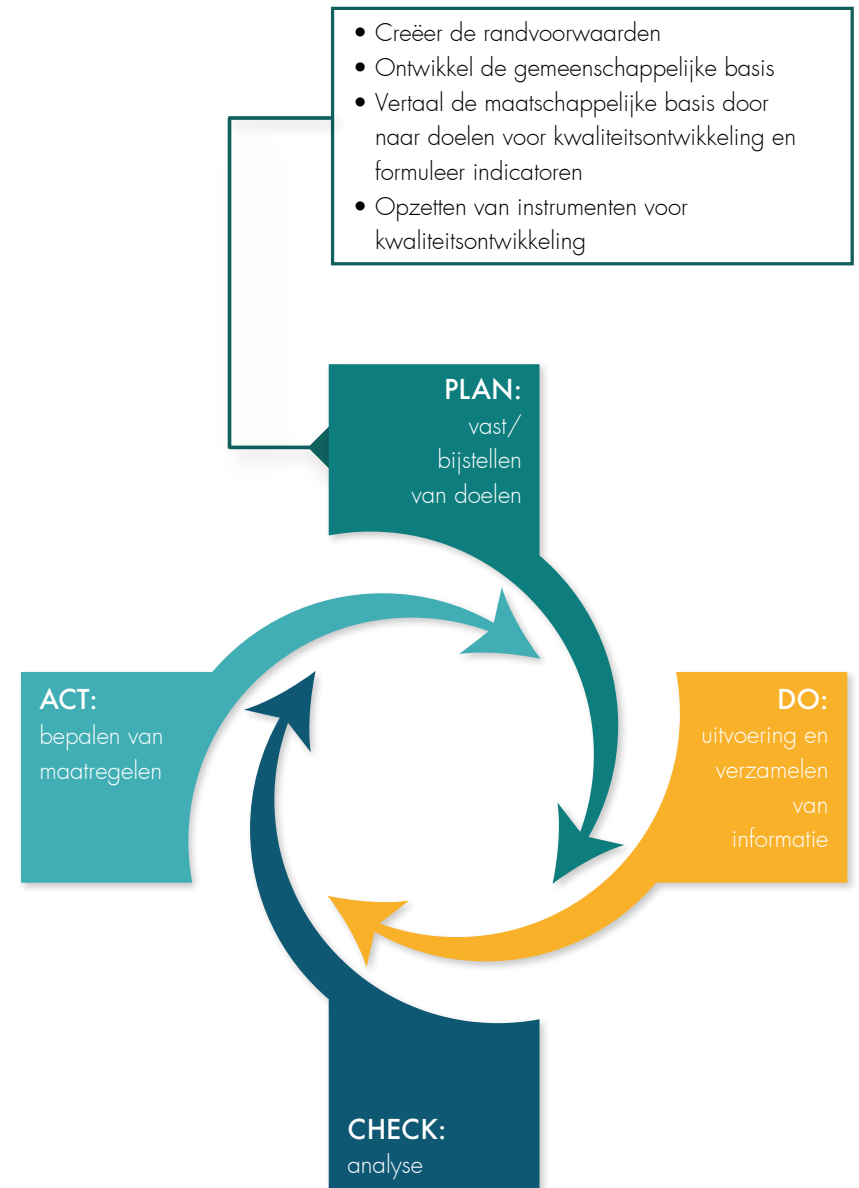 • Creëer de randvoorwaarden
• Ontwikkel de gemeenschappelijke basis
• Vertaal de maatschappelijke basis door
naar doelen voor kwaliteitsontwikkeling en
formuleer indicatoren
• Opzetten van instrumenten voor
kwaliteitsontwikkeling
PLAN:
vast/
bijstellen
van doelen
ACT:
bepalen van
maatregelen
DO:
uitvoering en
verzamelen
van
informatie
CHECK:
analyse